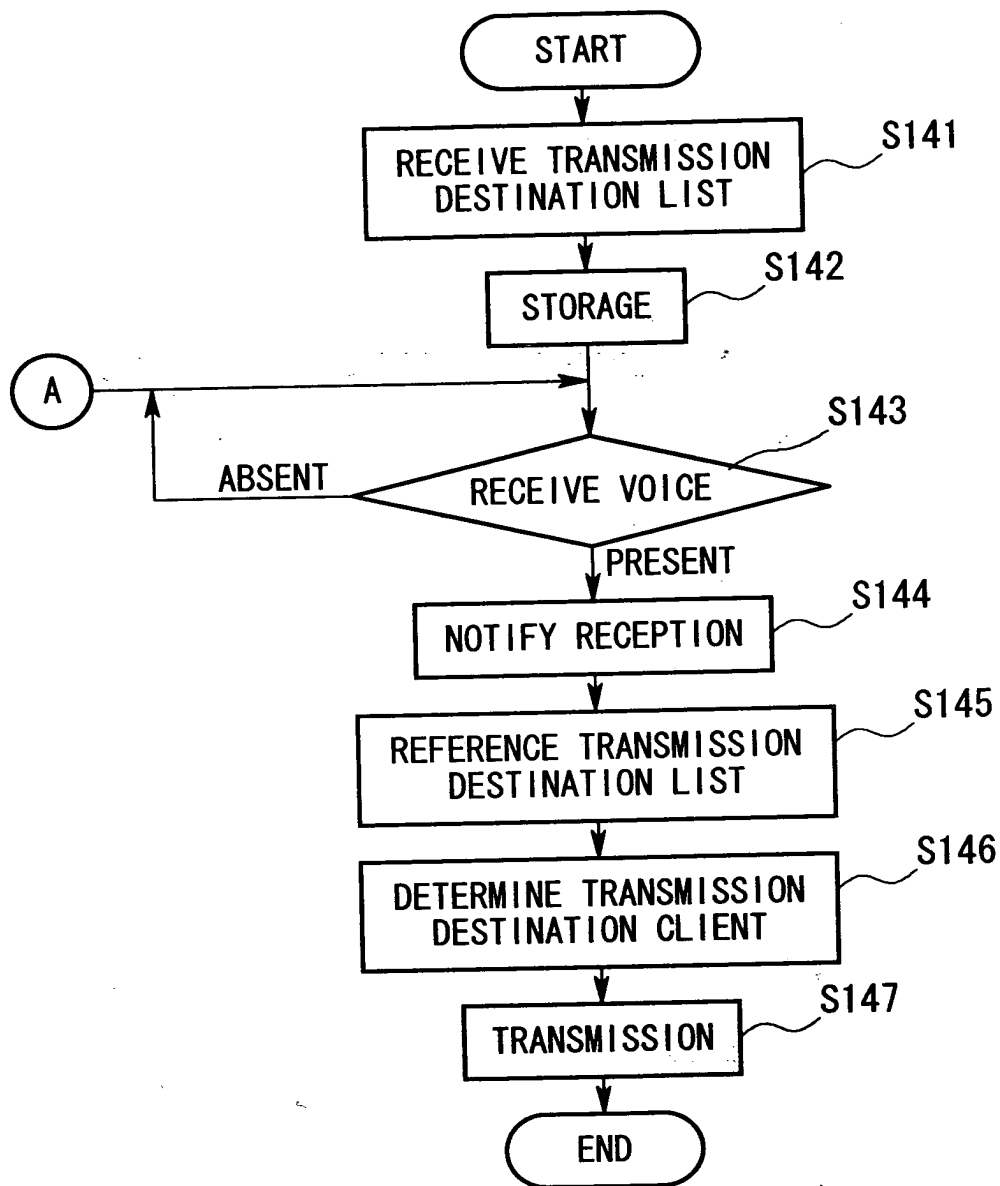 START
RECEIVE TRANSMISSION
DESTINATION LIST
S141
STORAGE
S142
A
RECEIVE VOICE
S143
ABSENT
PRESENT
NOTIFY RECEPTION
S144
REFERENCE TRANSMISSION
DESTINATION LIST
S145
DETERMINE TRANSMISSION
DESTINATION CLIENT
S146
TRANSMISSION
S147
END